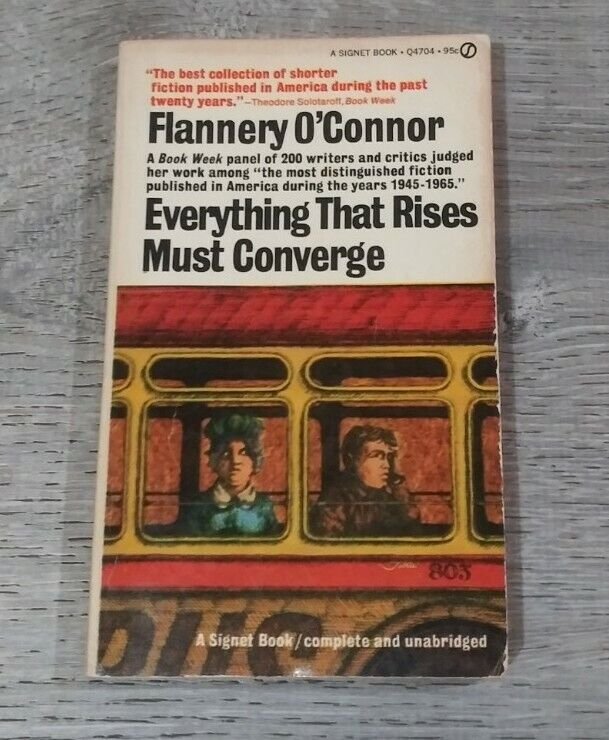 A SIGNET BOOK • Q4704 • 95c
"The best collection of shorter
fiction published in America during the past
twenty years."—Theodore Solotaroff, Book Week
Flannery O'Connor
A Book Week panel of 200 writers and critics judged
her work among "the most distinguished fiction
published in America during the years 1945-1965."
Everything That Rises
Must Converge
803
A Signet Book/complete and unabridged